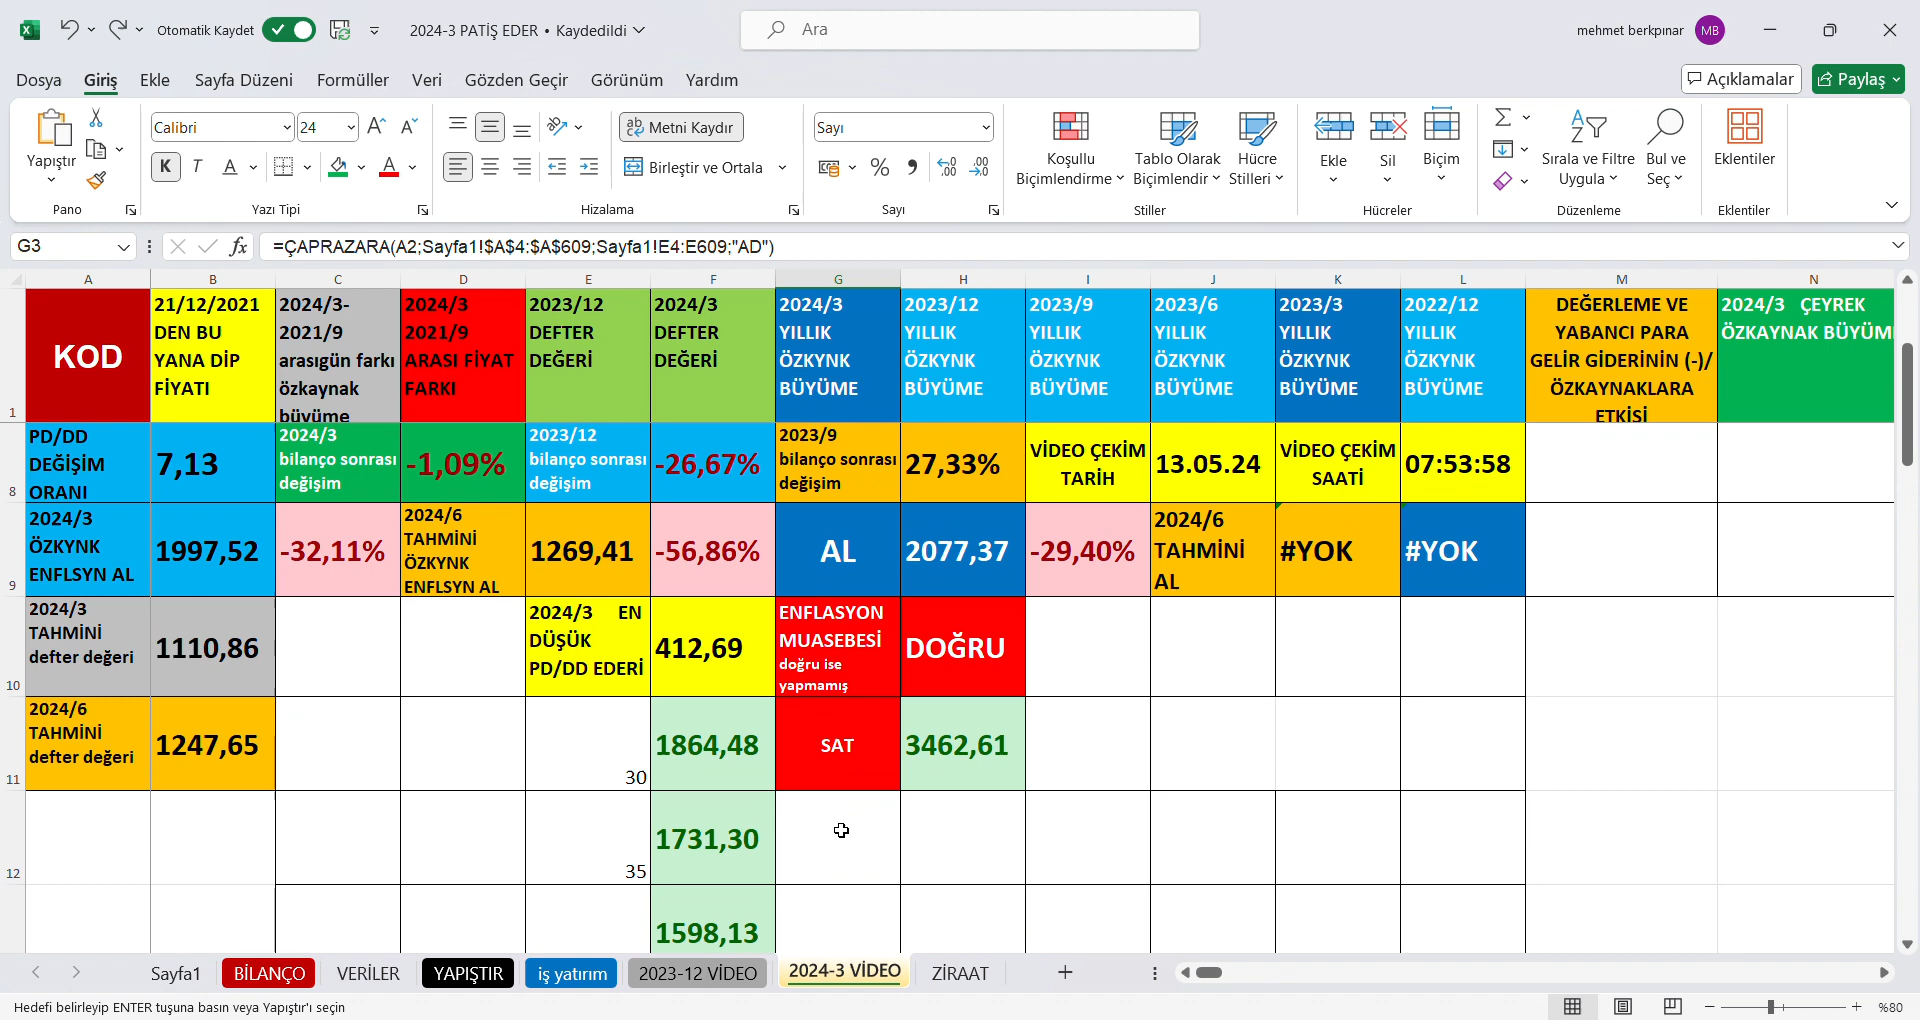 Otomatik Kaydet
2024-3 PATİŞ EDER • Kaydedildi
Ara
mehmet berkpınar
MB
Dosya
Giriş
Ekle
Sayfa Düzeni
Formüller
Veri
Gözden Geçir
Görünüm
Yardım
Açıklamalar
Paylaş
Yapıştır
Pano
Calibri
24
K
T
A
A
Yazı Tipi
ab
Metni Kaydır
Birleştir ve Ortala
Hizalama
Sayı
%
Sayı
Koşullu
Biçimlendirme
Tablo Olarak
Biçimlendir
Hücre
Stilleri
Stiller
Ekle
Sil
Biçim
Hücreler
Sırala ve Filtre
Uygula
Bul ve
Seç
Düzenleme
Eklentiler
Eklentiler
G3
fx
=ÇAPRAZARA(A2;Sayfa1!$A$4:$A$609;Sayfa1!E4:E609;"AD")
A B C D E F G H I J K L M N
1
KOD
21/12/2021
DEN BU
YANA DİP
FİYATI
2024/3-
2021/9
arasıgün farkı
özkaynak
büyüme
2024/3
2021/9
ARASI FİYAT
FARKI
2023/12
DEFTER
DEĞERİ
2024/3
DEFTER
DEĞERİ
2024/3
YILLIK
ÖZKYNK
BÜYÜME
2023/12
YILLIK
ÖZKYNK
BÜYÜME
2023/9
YILLIK
ÖZKYNK
BÜYÜME
2023/6
YILLIK
ÖZKYNK
BÜYÜME
2023/3
YILLIK
ÖZKYNK
BÜYÜME
2022/12
YILLIK
ÖZKYNK
BÜYÜME
DEĞERLEME VE
YABANCI PARA
GELİR GİDERİNİN (-)/
ÖZKAYNAKLARA
ETKİSİ
2024/3 ÇEYREK
ÖZKAYNAK BÜYÜM
8
PD/DD
DEĞİŞİM
ORANI
7,13
2024/3
bilanço sonrası
değişim
-1,09%
2023/12
bilanço sonrası
değişim
-26,67%
2023/9
bilanço sonrası
değişim
27,33%
VİDEO ÇEKİM
TARİH
13.05.24
VİDEO ÇEKİM
SAATİ
07:53:58
9
2024/3
ÖZKYNK
ENFLSYN AL
1997,52
-32,11%
2024/6
TAHMİNİ
ÖZKYNK
ENFLSYN AL
1269,41
-56,86%
AL
2077,37
-29,40%
2024/6
TAHMİNİ
AL
#YOK
#YOK
10
2024/3
TAHMİNİ
defter değeri
1110,86
2024/3 EN
DÜŞÜK
PD/DD EDERİ
412,69
ENFLASYON
MUASEBESİ
doğru ise
yapmamış
DOĞRU
11
2024/6
TAHMİNİ
defter değeri
1247,65
30
1864,48
SAT
3462,61
12
35
1731,30
1598,13
Sayfa1
BİLANÇO
VERİLER
YAPIŞTIR
iş yatırım
2023-12 VİDEO
2024-3 VİDEO
ZİRAAT
Hedefi belirleyip ENTER tuşuna basın veya Yapıştır'ı seçin
%80